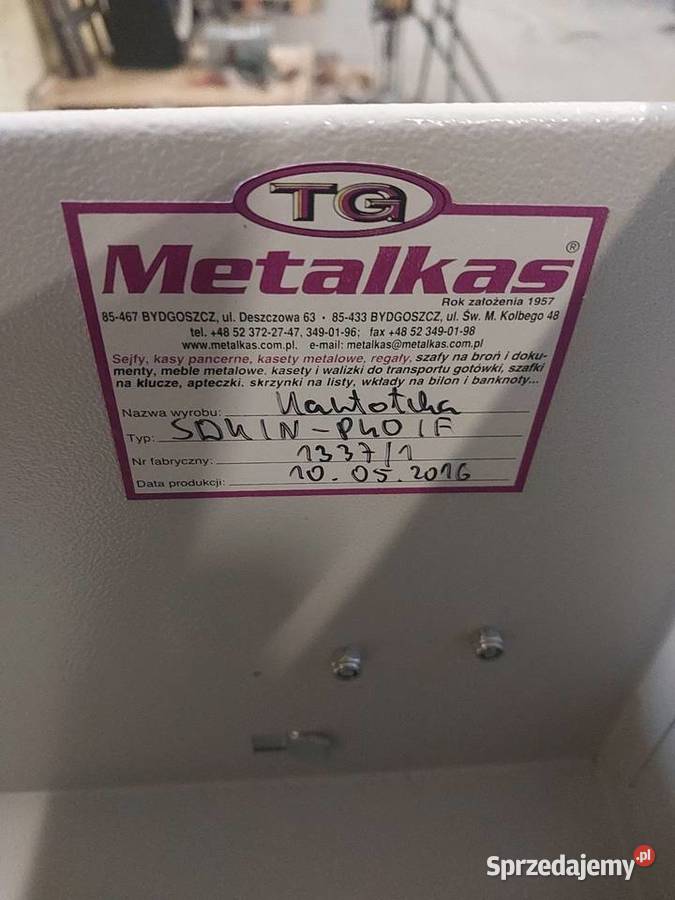 TG
Metalkas®
Rok założenia 1957
85-467 BYDGOSZCZ, ul. Deszczowa 63 • 85-433 BYDGOSZCZ, ul. Św. M. Kolbego 48
tel. +48 52 372-27-47, 349-01-96; fax +48 52 349-01-98
www.metalkas.com.pl. e-mail: metalkas@metalkas.com.pl
Sejfy, kasy pancerne, kasety metalowe, regały, szafy na broń i doku-
menty, meble metalowe, kasety i walizki do transportu gotówki, szafki
na klucze, apteczki, skrzynki na listy, wkłady na bilon i banknoty...
Nazwa wyrobu: Kartoteka
Typ: SDK IN-P40IF
Nr fabryczny: 1337/1
Data produkcji: 10.05.2016
Sprzedajemy.pl